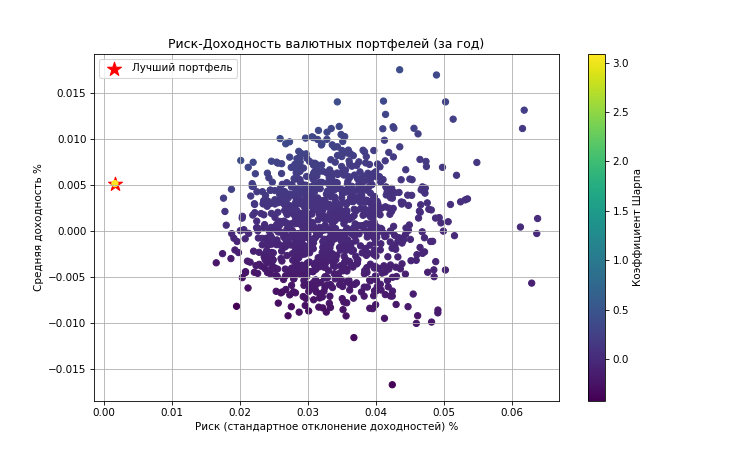 Риск-Доходность валютных портфелей (за год)
Лучший портфель
Средняя доходность %
0.015
0.010
0.005
0.000
−0.005
−0.010
−0.015
0.00 0.01 0.02 0.03 0.04 0.05 0.06
Риск (стандартное отклонение доходностей) %
3.0
2.5
2.0
1.5
1.0
0.5
0.0
Коэффициент Шарпа